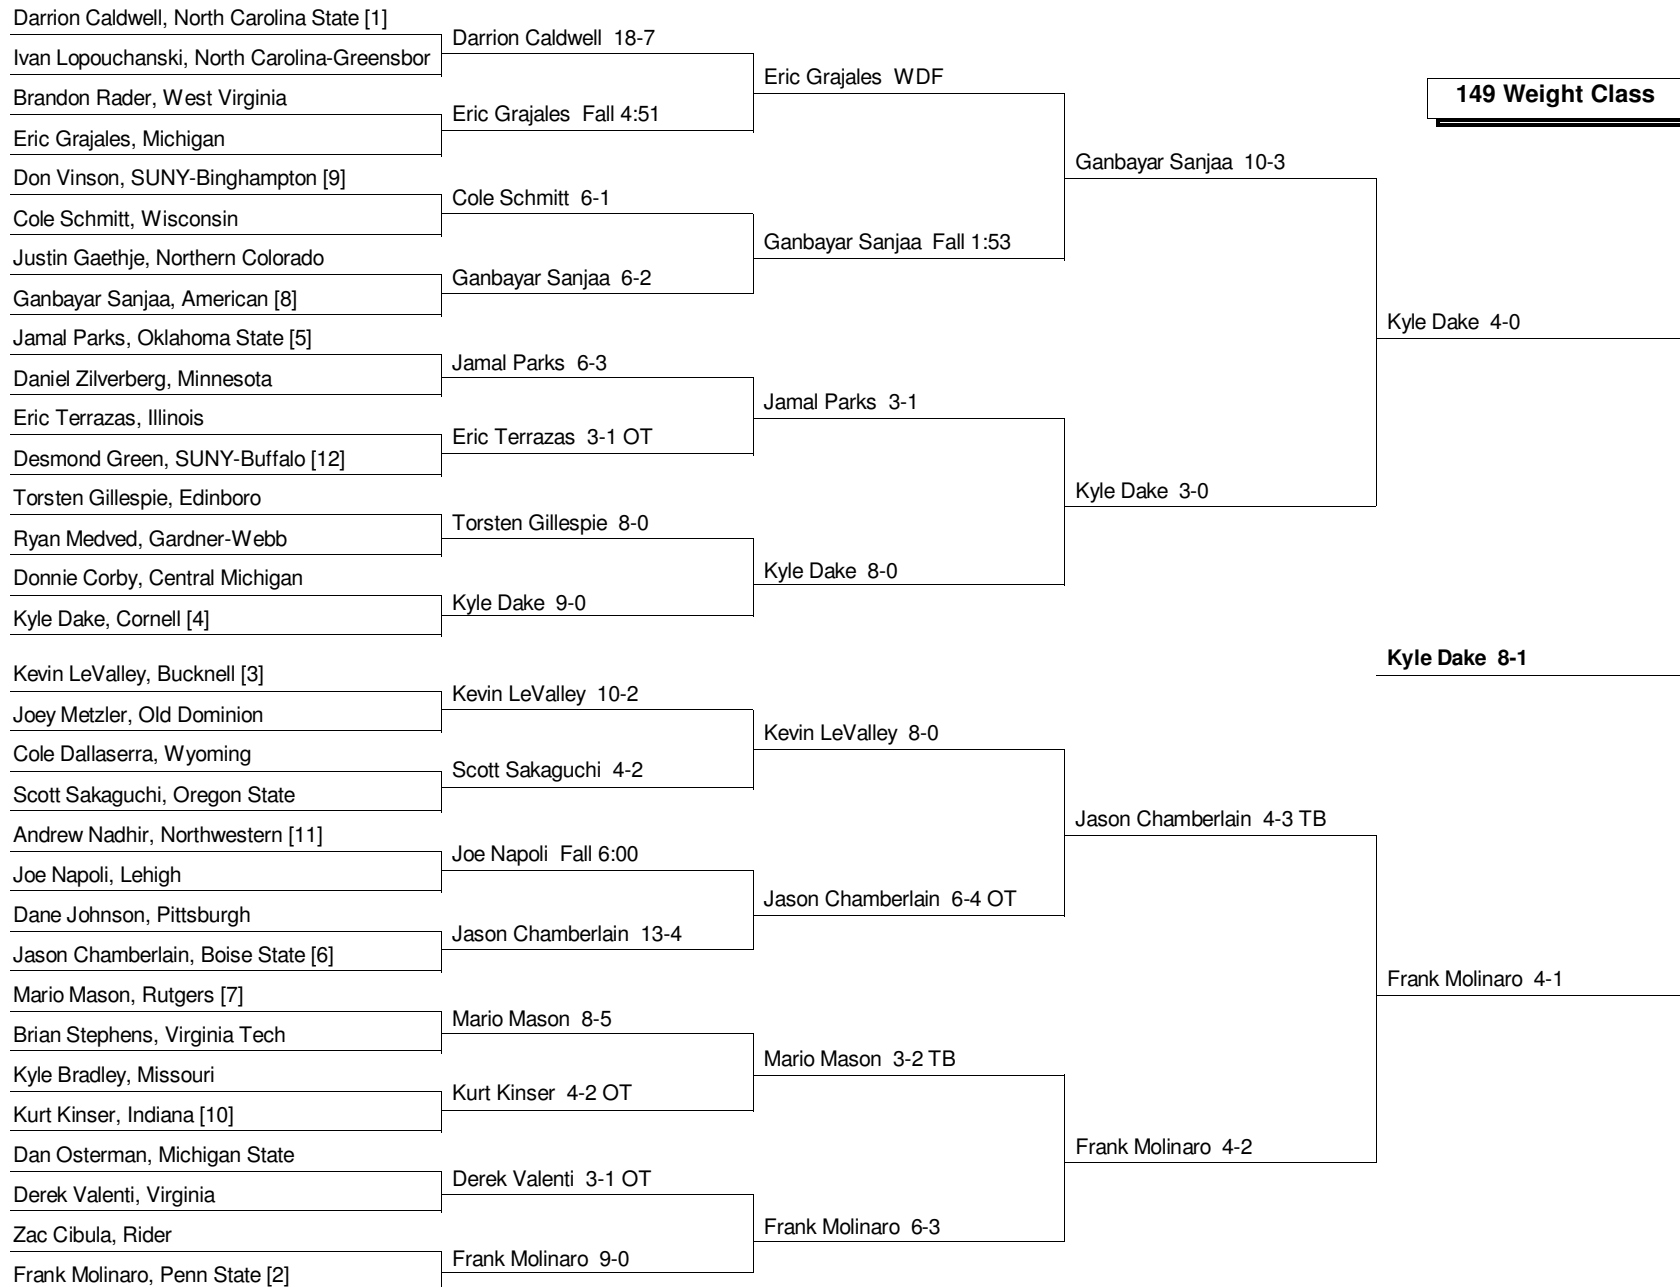 Darrion Caldwell, North Carolina State [1]
Ivan Lopouchanski, North Carolina-Greensbor
Brandon Rader, West Virginia
Eric Grajales, Michigan
Don Vinson, SUNY-Binghampton [9]
Cole Schmitt, Wisconsin
Justin Gaethje, Northern Colorado
Ganbayar Sanjaa, American [8]
Jamal Parks, Oklahoma State [5]
Daniel Zilverberg, Minnesota
Eric Terrazas, Illinois
Desmond Green, SUNY-Buffalo [12]
Torsten Gillespie, Edinboro
Ryan Medved, Gardner-Webb
Donnie Corby, Central Michigan
Kyle Dake, Cornell [4]
Kevin LeValley, Bucknell [3]
Joey Metzler, Old Dominion
Cole Dallaserra, Wyoming
Scott Sakaguchi, Oregon State
Andrew Nadhir, Northwestern [11]
Joe Napoli, Lehigh
Dane Johnson, Pittsburgh
Jason Chamberlain, Boise State [6]
Mario Mason, Rutgers [7]
Brian Stephens, Virginia Tech
Kyle Bradley, Missouri
Kurt Kinser, Indiana [10]
Dan Osterman, Michigan State
Derek Valenti, Virginia
Zac Cibula, Rider
Frank Molinaro, Penn State [2]
Darrion Caldwell 18-7
Eric Grajales Fall 4:51
Cole Schmitt 6-1
Ganbayar Sanjaa 6-2
Jamal Parks 6-3
Eric Terrazas 3-1 OT
Torsten Gillespie 8-0
Kyle Dake 9-0
Kevin LeValley 10-2
Scott Sakaguchi 4-2
Joe Napoli Fall 6:00
Jason Chamberlain 13-4
Mario Mason 8-5
Kurt Kinser 4-2 OT
Derek Valenti 3-1 OT
Frank Molinaro 9-0
Eric Grajales WDF
Ganbayar Sanjaa Fall 1:53
Jamal Parks 3-1
Kyle Dake 8-0
Kevin LeValley 8-0
Jason Chamberlain 6-4 OT
Mario Mason 3-2 TB
Frank Molinaro 6-3
Ganbayar Sanjaa 10-3
Kyle Dake 3-0
Jason Chamberlain 4-3 TB
Frank Molinaro 4-2
149 Weight Class
Kyle Dake 4-0
Kyle Dake 8-1
Frank Molinaro 4-1